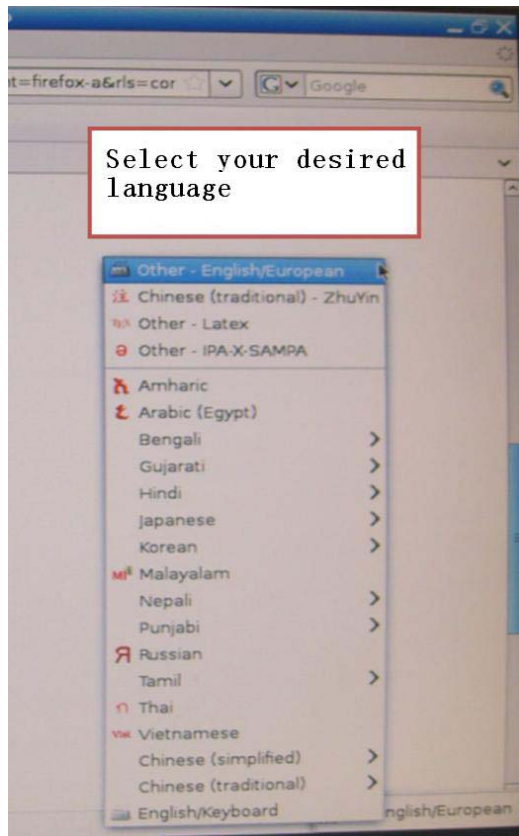 nt=firefox-a&rls=cor
Google
Select your desired
language
Other - English/European
Chinese (traditional) - ZhuYin
Other - Latex
Other - IPA-X-SAMPA
Amharic
Arabic (Egypt)
Bengali
Gujarati
Hindi
Japanese
Korean
Malayalam
Nepali
Punjabi
Russian
Tamil
Thai
Vietnamese
Chinese (simplified)
Chinese (traditional)
English/Keyboard
nglish/European